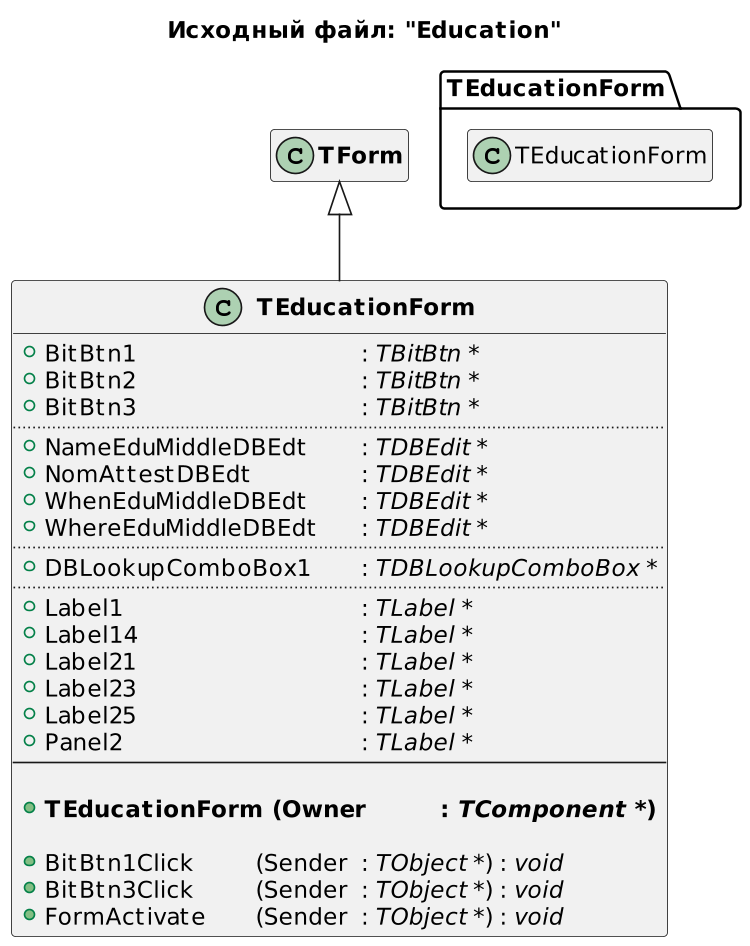 Исходный файл: "Education"
TEducationForm
C TForm
C TEducationForm
C TEducationForm
BitBtn1 : TBitBtn *
BitBtn2 : TBitBtn *
BitBtn3 : TBitBtn *
NameEduMiddleDBEdt : TDBEdit *
NomAttestDBEdt : TDBEdit *
WhenEduMiddleDBEdt : TDBEdit *
WhereEduMiddleDBEdt : TDBEdit *
DBLookupComboBox1 : TDBLookupComboBox *
Label1 : TLabel *
Label14 : TLabel *
Label21 : TLabel *
Label23 : TLabel *
Label25 : TLabel *
Panel2 : TLabel *
TEducationForm (Owner : TComponent *)
BitBtn1Click (Sender : TObject *) : void
BitBtn3Click (Sender : TObject *) : void
FormActivate (Sender : TObject *) : void